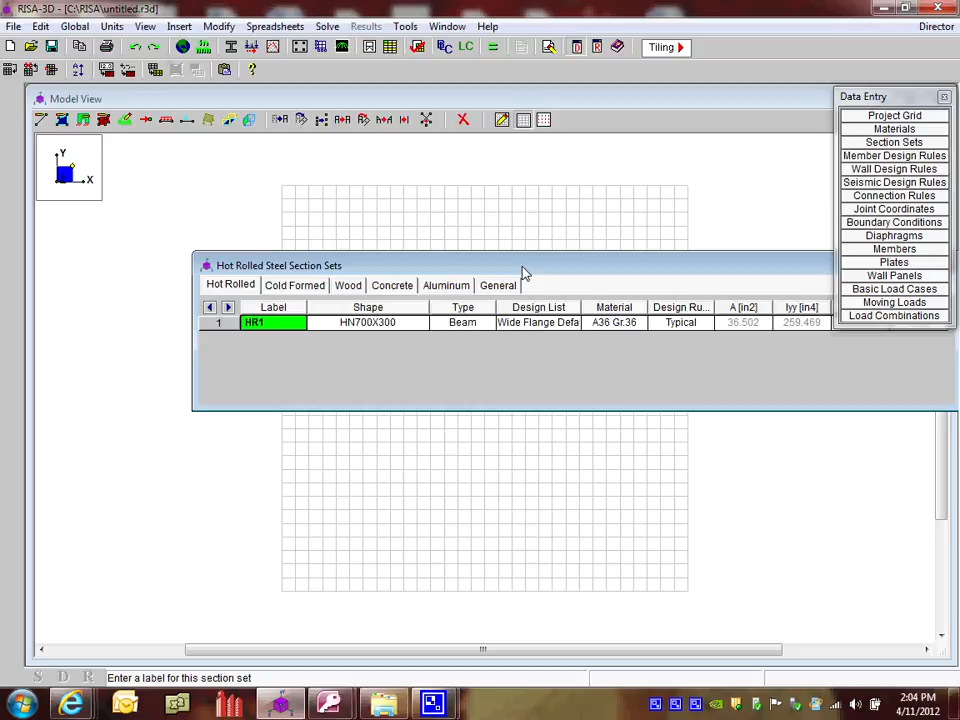 RISA-3D - [C:\RISA\untitled.r3d]
File Edit Global Units View Insert Modify Spreadsheets Solve Results Tools Window Help Director
LC Tiling
Model View
Data Entry
Project Grid
Materials
Section Sets
Member Design Rules
Wall Design Rules
Seismic Design Rules
Connection Rules
Joint Coordinates
Boundary Conditions
Diaphragms
Members
Plates
Wall Panels
Basic Load Cases
Moving Loads
Load Combinations
Y
X
Hot Rolled Steel Section Sets
Hot Rolled Cold Formed Wood Concrete Aluminum General
Label Shape Type Design List Material Design Ru... A [in2] Iyy [in4]
1 HR1 HN700X300 Beam Wide Flange Defa A36 Gr.36 Typical 36.502 259.469
S D R Enter a label for this section set
2:04 PM
4/11/2012